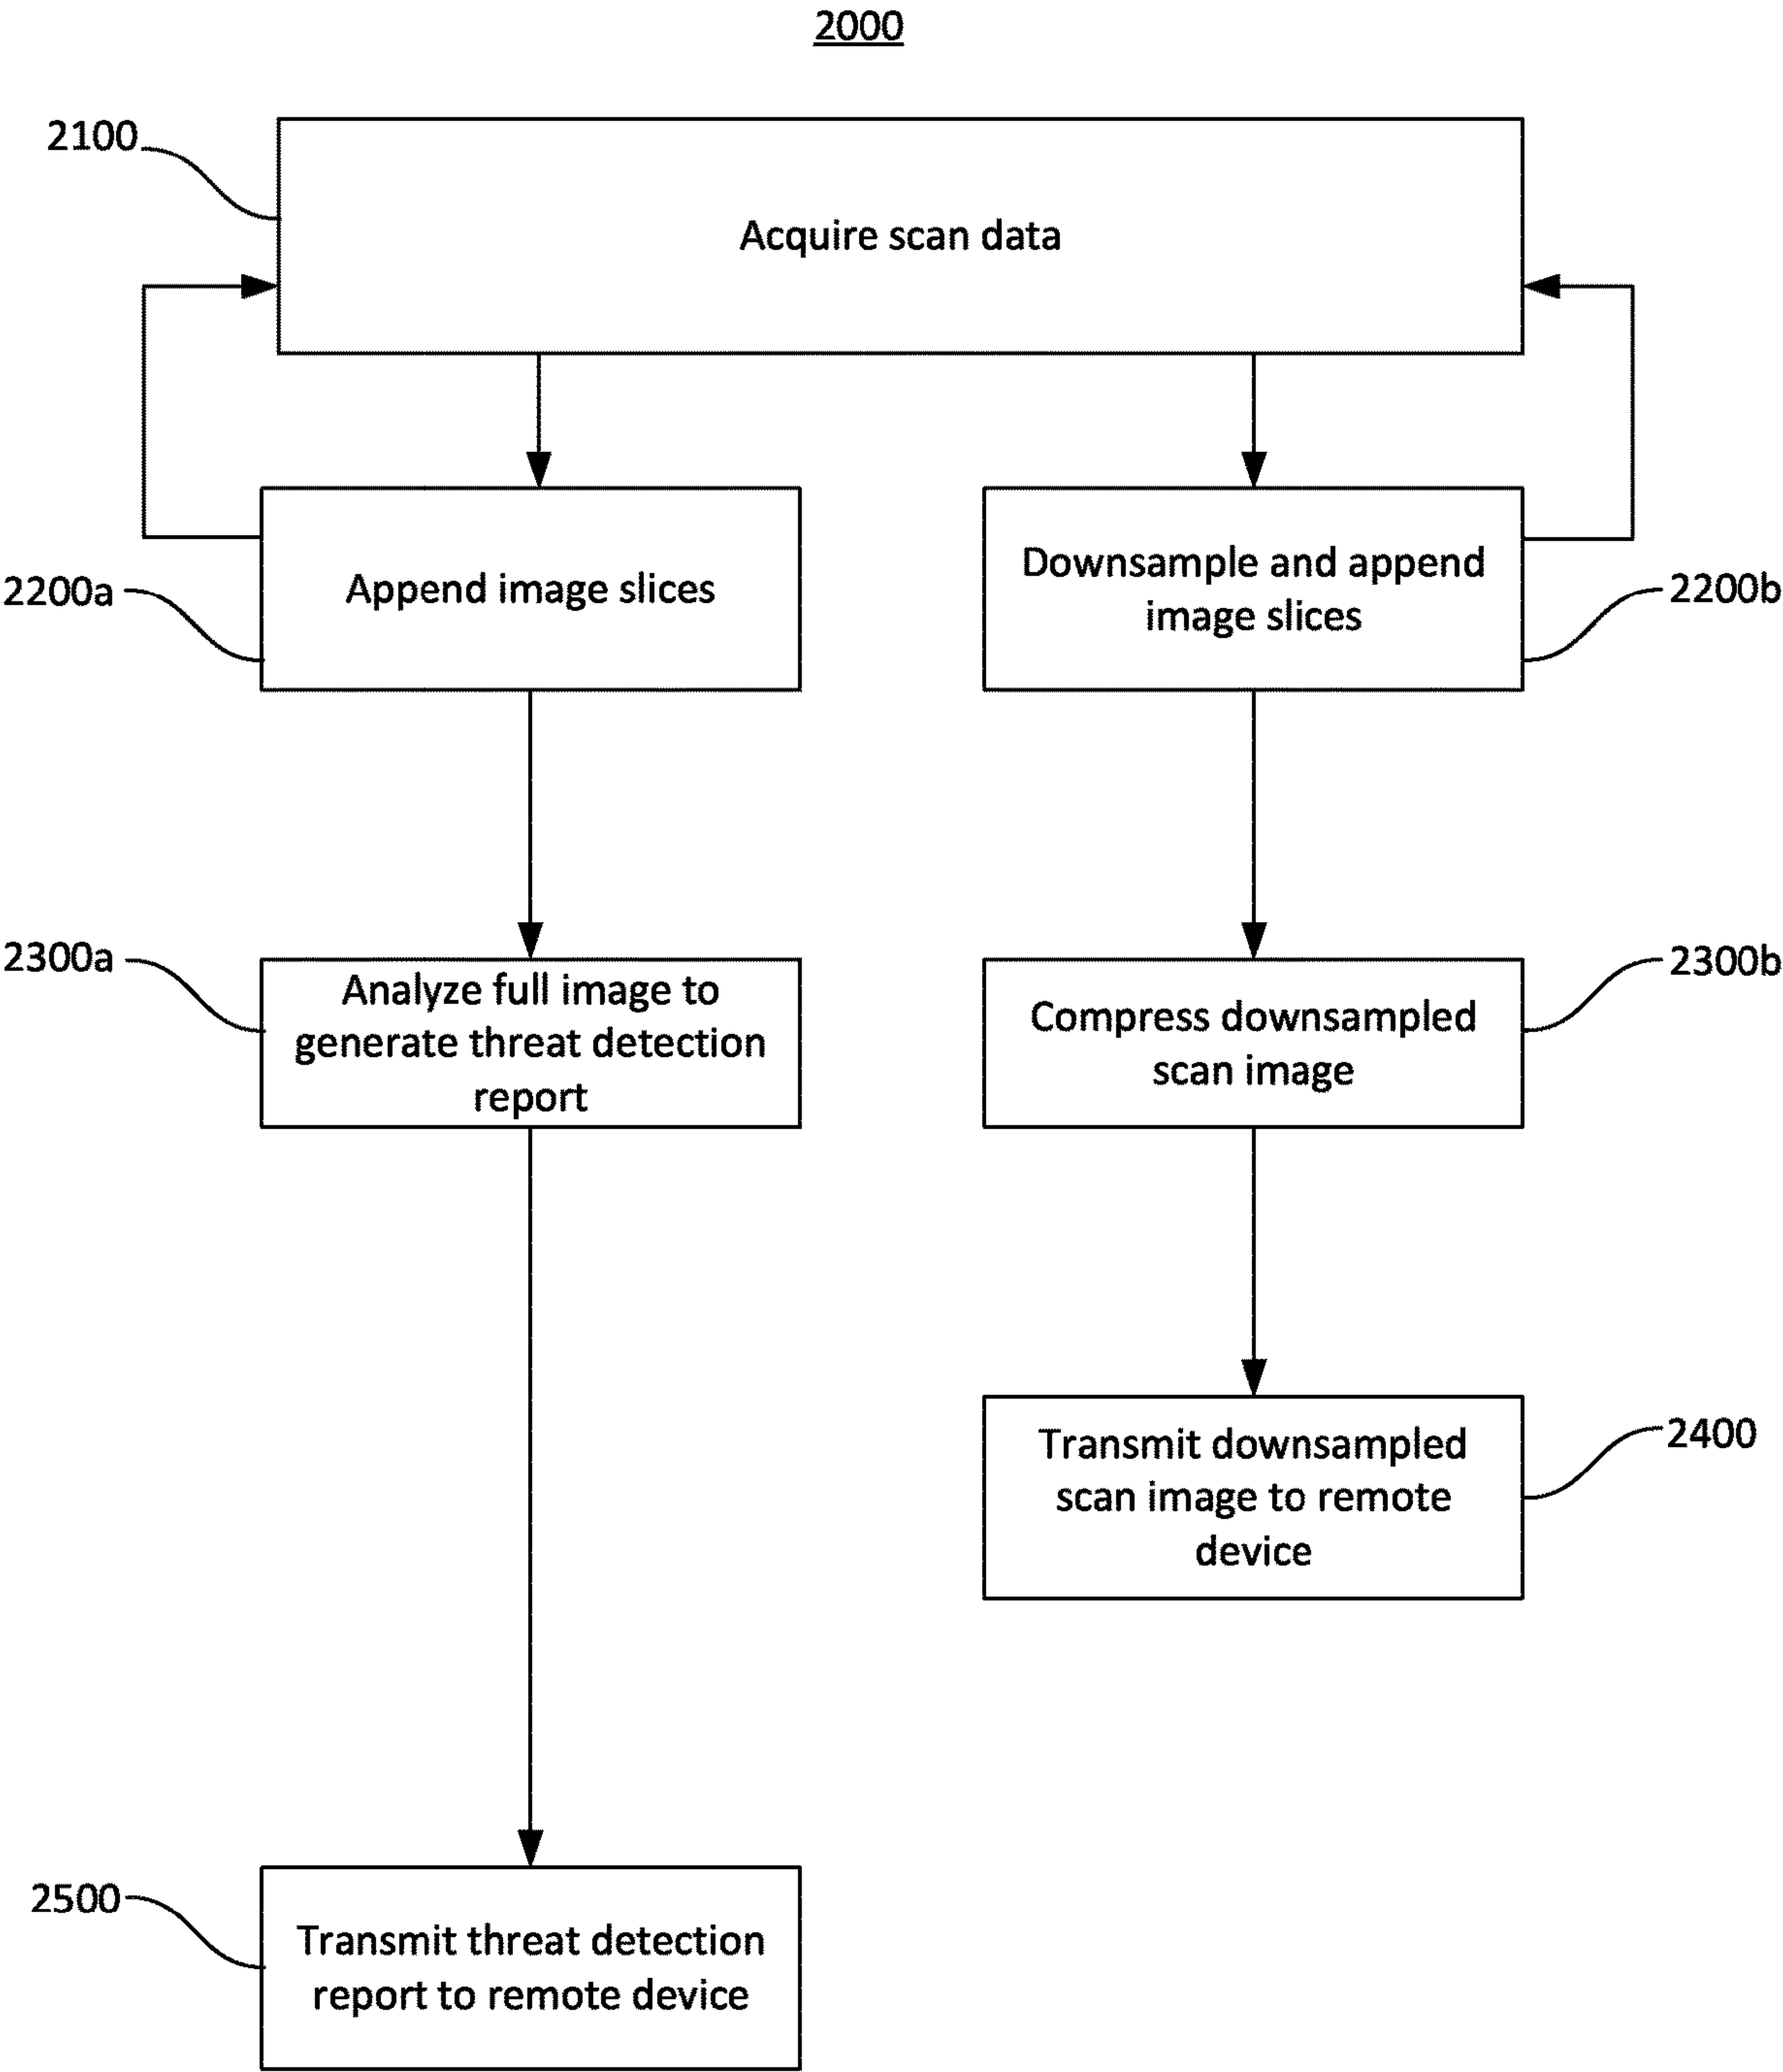 2000
2100
Acquire scan data
2200a
Append image slices
Downsample and append
image slices
2200b
2300a
Analyze full image to
generate threat detection
report
Compress downsampled
scan image
2300b
Transmit downsampled
scan image to remote
device
2400
2500
Transmit threat detection
report to remote device